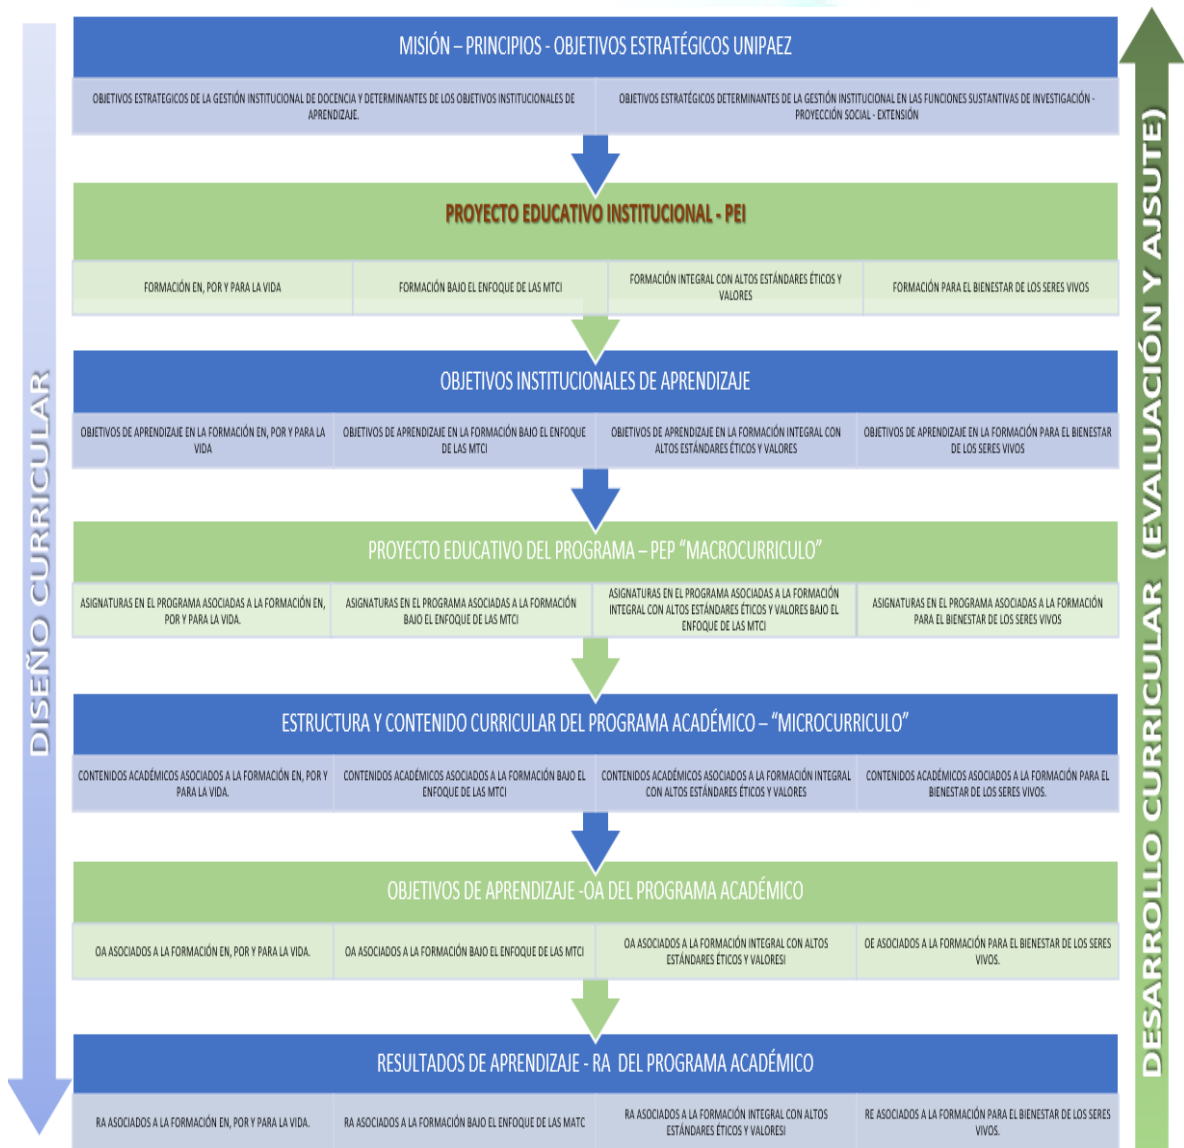 MISIÓN – PRINCIPIOS - OBJETIVOS ESTRATÉGICOS UNIPAEZ
OBJETIVOS ESTRATEGICOS DE LA GESTIÓN INSTITUCIONAL DE DOCENCIA Y DETERMINANTES DE LOS OBJETIVOS INSTITUCIONALES DE
APRENDIZAJE.
OBJETIVOS ESTRATÉGICOS DETERMINANTES DE LA GESTIÓN INSTITUCIONAL EN LAS FUNCIONES SUSTANTIVAS DE INVESTIGACIÓN -
PROYECCIÓN SOCIAL - EXTENSIÓN
PROYECTO EDUCATIVO INSTITUCIONAL - PEI
FORMACIÓN EN, POR Y PARA LA VIDA
FORMACIÓN BAJO EL ENFOQUE DE LAS MTCI
FORMACIÓN INTEGRAL CON ALTOS ESTÁNDARES ÉTICOS Y
VALORES
FORMACIÓN PARA EL BIENESTAR DE LOS SERES VIVOS
OBJETIVOS INSTITUCIONALES DE APRENDIZAJE
OBJETIVOS DE APRENDIZAJE EN LA FORMACIÓN EN, POR Y PARA LA
VIDA
OBJETIVOS DE APRENDIZAJE EN LA FORMACIÓN BAJO EL ENFOQUE
DE LAS MTCI
OBJETIVOS DE APRENDIZAJE EN LA FORMACIÓN INTEGRAL CON
ALTOS ESTÁNDARES ÉTICOS Y VALORES
OBJETIVOS DE APRENDIZAJE EN LA FORMACIÓN PARA EL BIENESTAR
DE LOS SERES VIVOS
PROYECTO EDUCATIVO DEL PROGRAMA – PEP “MACROCURRICULO”
ASIGNATURAS EN EL PROGRAMA ASOCIADAS A LA FORMACIÓN EN,
POR Y PARA LA VIDA.
ASIGNATURAS EN EL PROGRAMA ASOCIADAS A LA FORMACIÓN
BAJO EL ENFOQUE DE LAS MTCI
ASIGNATURAS EN EL PROGRAMA ASOCIADAS A LA FORMACIÓN
INTEGRAL CON ALTOS ESTÁNDARES ÉTICOS Y VALORES BAJO EL
ENFOQUE DE LAS MTCI
ASIGNATURAS EN EL PROGRAMA ASOCIADAS A LA FORMACIÓN
PARA EL BIENESTAR DE LOS SERES VIVOS
ESTRUCTURA Y CONTENIDO CURRICULAR DEL PROGRAMA ACADÉMICO – “MICROCURRICULO”
CONTENIDOS ACADÉMICOS ASOCIADOS A LA FORMACIÓN EN, POR Y
PARA LA VIDA.
CONTENIDOS ACADÉMICOS ASOCIADOS A LA FORMACIÓN BAJO EL
ENFOQUE DE LAS MTCI
CONTENIDOS ACADÉMICOS ASOCIADOS A LA FORMACIÓN INTEGRAL
CON ALTOS ESTÁNDARES ÉTICOS Y VALORES
CONTENIDOS ACADÉMICOS ASOCIADOS A LA FORMACIÓN PARA EL
BIENESTAR DE LOS SERES VIVOS.
OBJETIVOS DE APRENDIZAJE -OA DEL PROGRAMA ACADÉMICO
OA ASOCIADOS A LA FORMACIÓN EN, POR Y PARA LA VIDA.
OA ASOCIADOS A LA FORMACIÓN BAJO EL ENFOQUE DE LAS MTCI
OA ASOCIADOS A LA FORMACIÓN INTEGRAL CON ALTOS
ESTÁNDARES ÉTICOS Y VALORESI
OE ASOCIADOS A LA FORMACIÓN PARA EL BIENESTAR DE LOS SERES
VIVOS.
RESULTADOS DE APRENDIZAJE - RA DEL PROGRAMA ACADÉMICO
RA ASOCIADOS A LA FORMACIÓN EN, POR Y PARA LA VIDA.
RA ASOCIADOS A LA FORMACIÓN BAJO EL ENFOQUE DE LAS MATC
RA ASOCIADOS A LA FORMACIÓN INTEGRAL CON ALTOS
ESTÁNDARES ÉTICOS Y VALORESI
RE ASOCIADOS A LA FORMACIÓN PARA EL BIENESTAR DE LOS SERES
VIVOS.
DISEÑO CURRICULAR
DESARROLLO CURRICULAR (EVALUACIÓN Y AJSUTE)